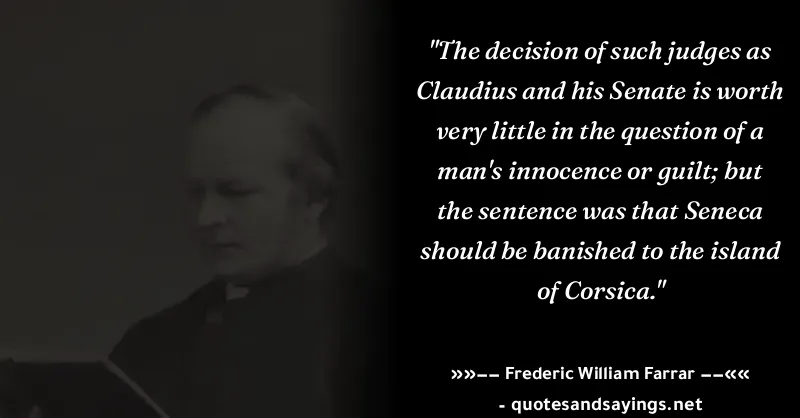 "The decision of such judges as
Claudius and his Senate is worth
very little in the question of a
man's innocence or guilt; but
the sentence was that Seneca
should be banished to the island
of Corsica."
»»−− Frederic William Farrar −−««
- quotesandsayings.net